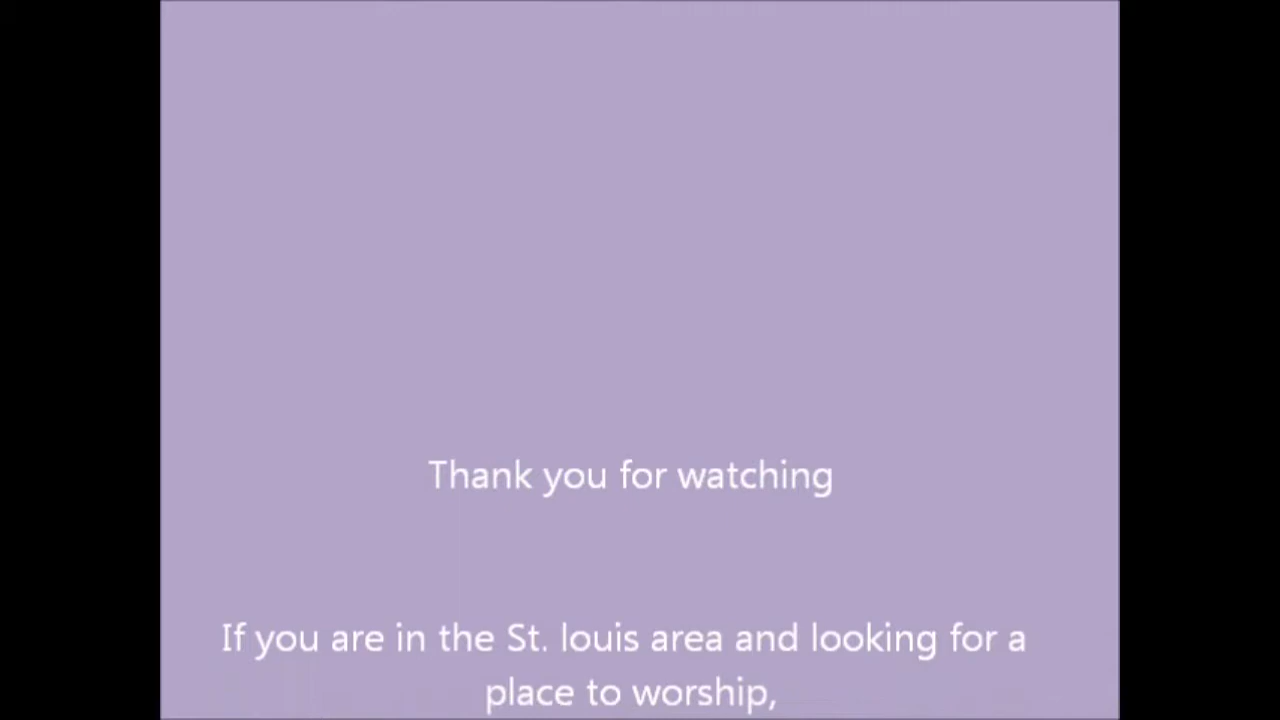 Thank you for watching
If you are in the St. louis area and looking for a
place to worship,